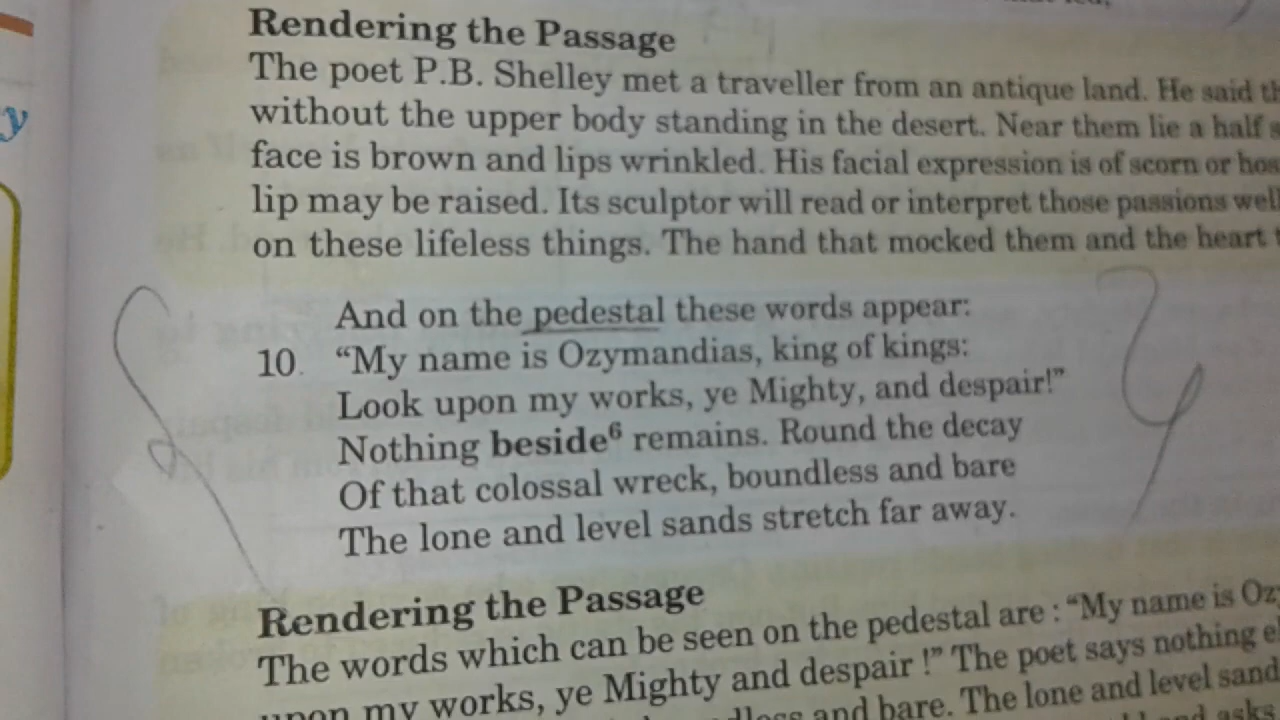 y
Rendering the Passage
The poet P.B. Shelley met a traveller from an antique land. He said
without the upper body standing in the desert. Near them lie a half
face is brown and lips wrinkled. His facial expression is of scorn or
lip may be raised. Its sculptor will read or interpret those passions well
on these lifeless things. The hand that mocked them and the heart
And on the pedestal these words appear:
10. “My name is Ozymandias, king of kings:
Look upon my works, ye Mighty, and despair!”
Nothing beside⁶ remains. Round the decay
Of that colossal wreck, boundless and bare
The lone and level sands stretch far away.
Rendering the Passage
The words which can be seen on the pedestal are : “My name is Oz
upon my works, ye Mighty and despair !” The poet says nothing
and bare. The lone and level sand
asks